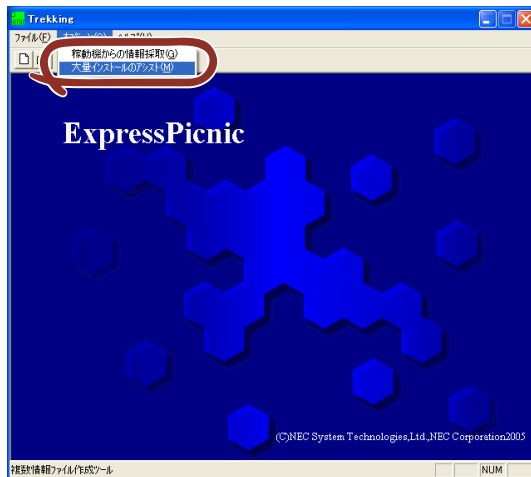 Trekking
ファイル(F)
稼動機からの情報採取(G)
大量インストールのアシスト(M)
ExpressPicnic
(C)NEC System Technologies,Ltd.,NEC Corporation2005
複数情報ファイル作成ツール
NUM